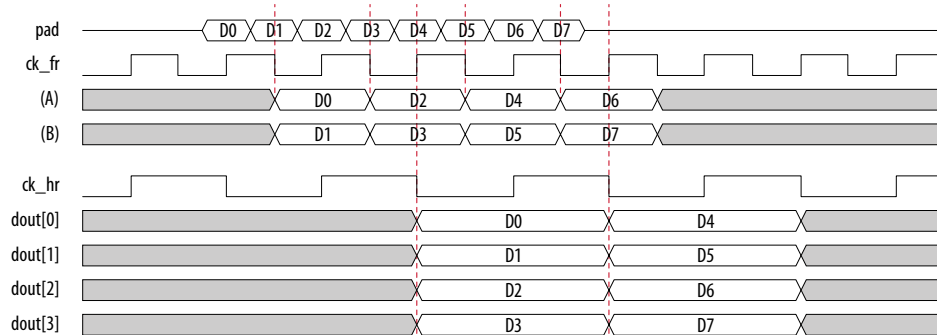 pad D0 D1 D2 D3 D4 D5 D6 D7
ck_fr
(A) D0 D2 D4 D6
(B) D1 D3 D5 D7
ck_hr
dout[0] D0 D4
dout[1] D1 D5
dout[2] D2 D6
dout[3] D3 D7